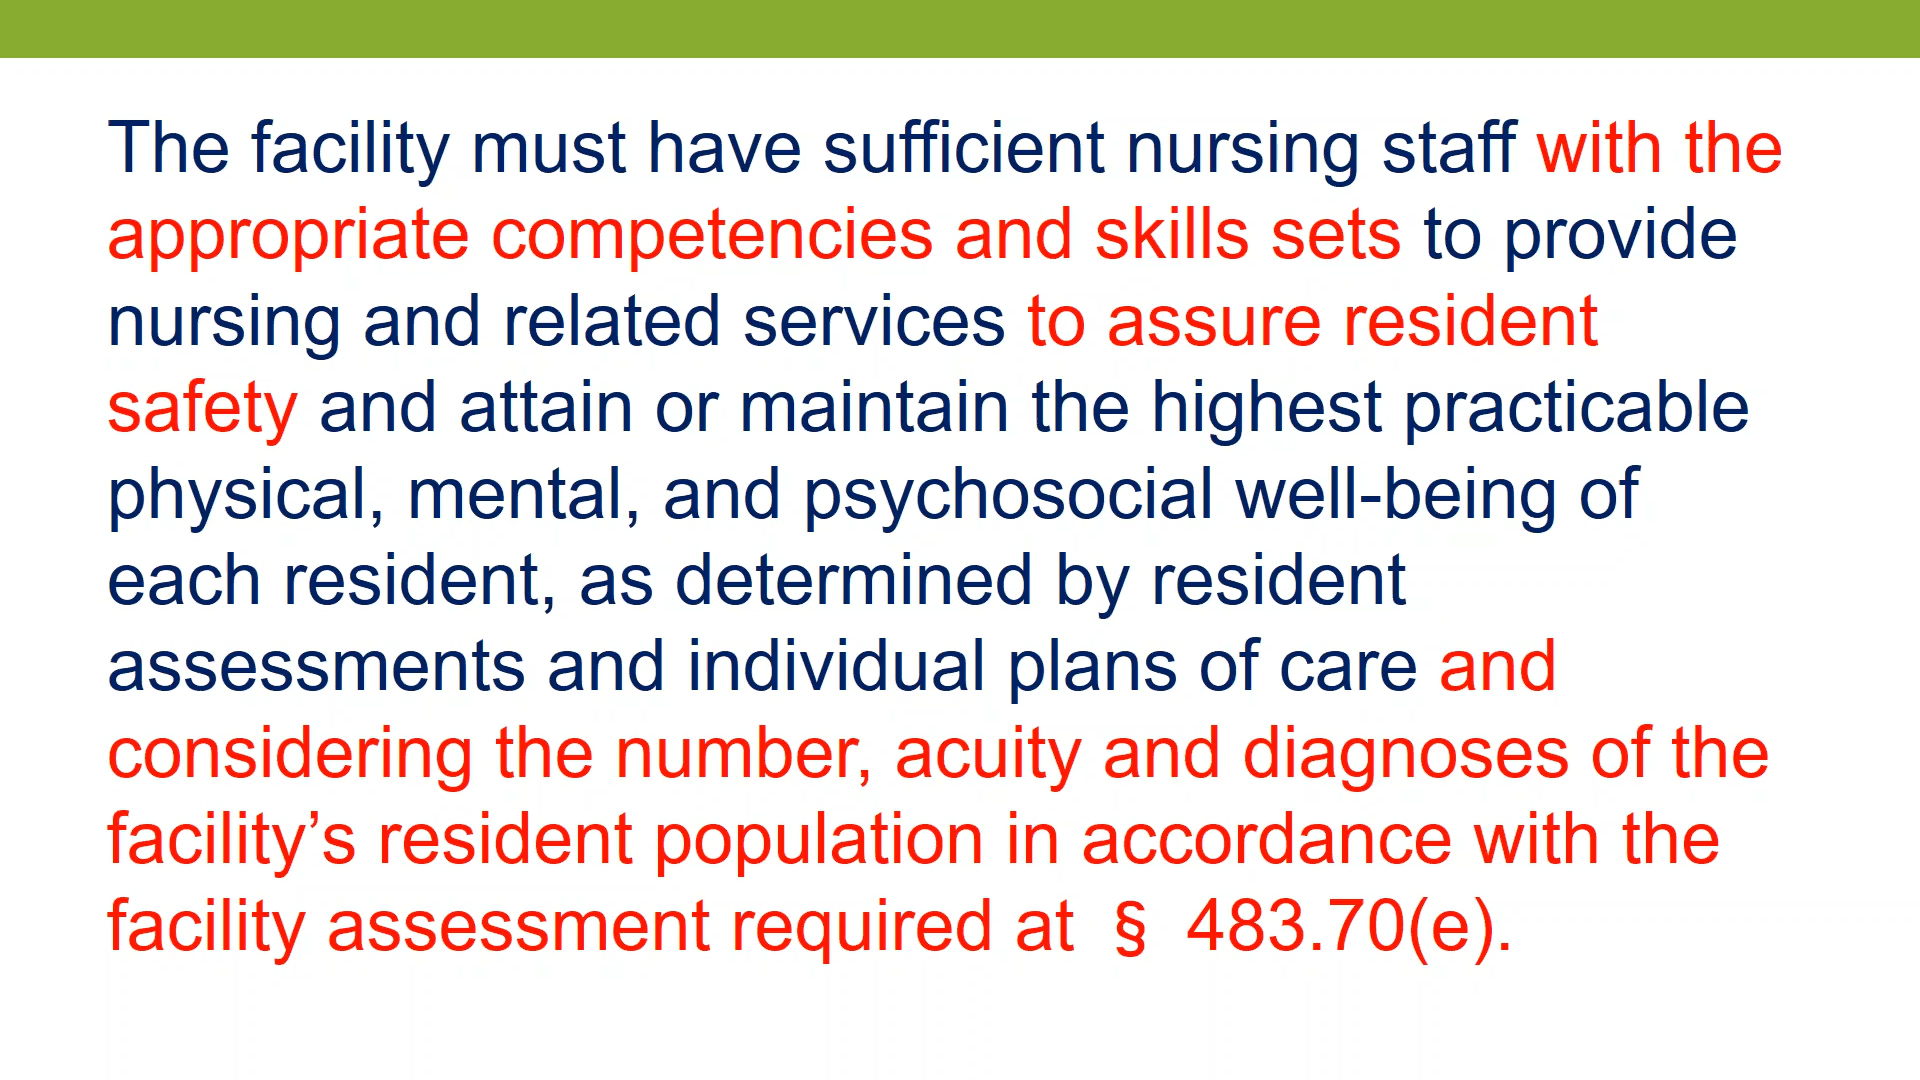 The facility must have sufficient nursing staff with the
appropriate competencies and skills sets to provide
nursing and related services to assure resident
safety and attain or maintain the highest practicable
physical, mental, and psychosocial well-being of
each resident, as determined by resident
assessments and individual plans of care and
considering the number, acuity and diagnoses of the
facility’s resident population in accordance with the
facility assessment required at § 483.70(e).